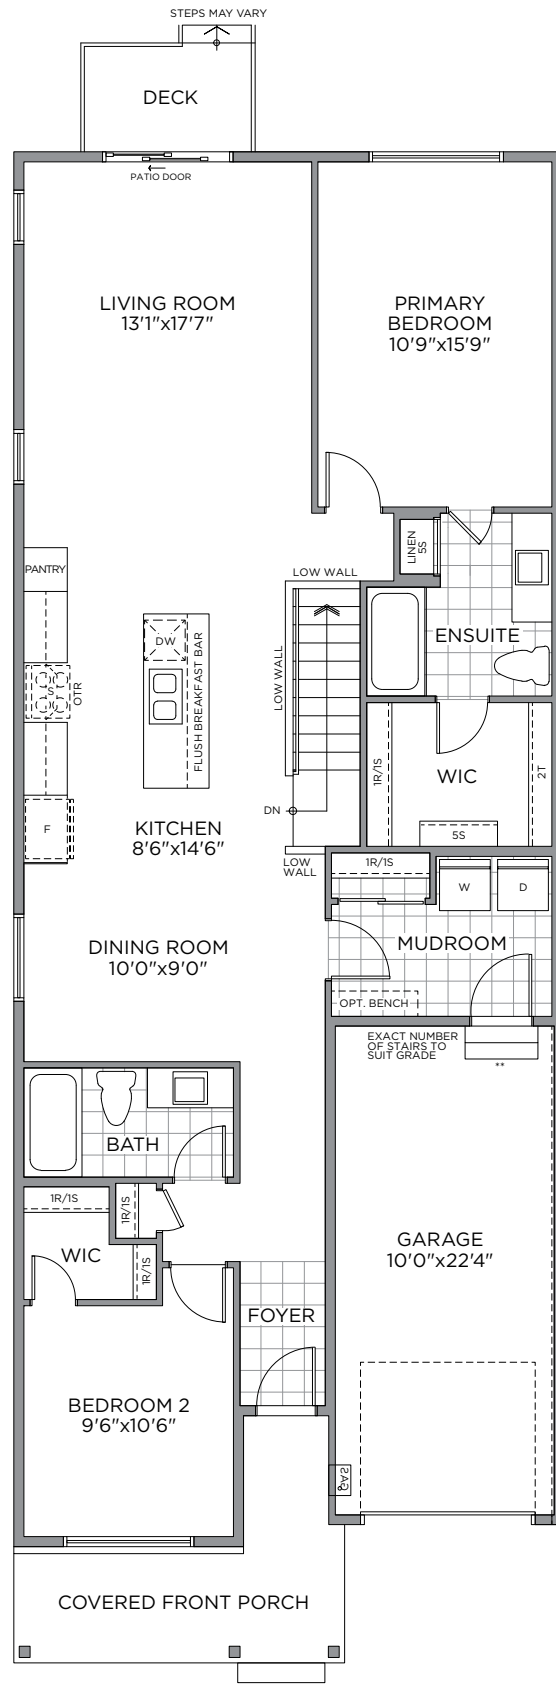 STEPS MAY VARY
DECK
PATIO DOOR
LIVING ROOM
13'1"x17'7"
PRIMARY
BEDROOM
10'9"x15'9"
LINEN
5S
PANTRY
LOW WALL
ENSUITE
DW
FLUSH BREAKFAST BAR
LOW WALL
S
OTR
1R/1S
WIC
2T
DN
5S
F
KITCHEN
8'6"x14'6"
LOW
WALL
1R/1S
W
D
DINING ROOM
10'0"x9'0"
MUDROOM
OPT. BENCH
EXACT NUMBER
OF STAIRS TO
SUIT GRADE
**
BATH
1R/1S
1R/1S
WIC
1R/1S
GARAGE
10'0"x22'4"
FOYER
BEDROOM 2
9'6"x10'6"
GAS
COVERED FRONT PORCH